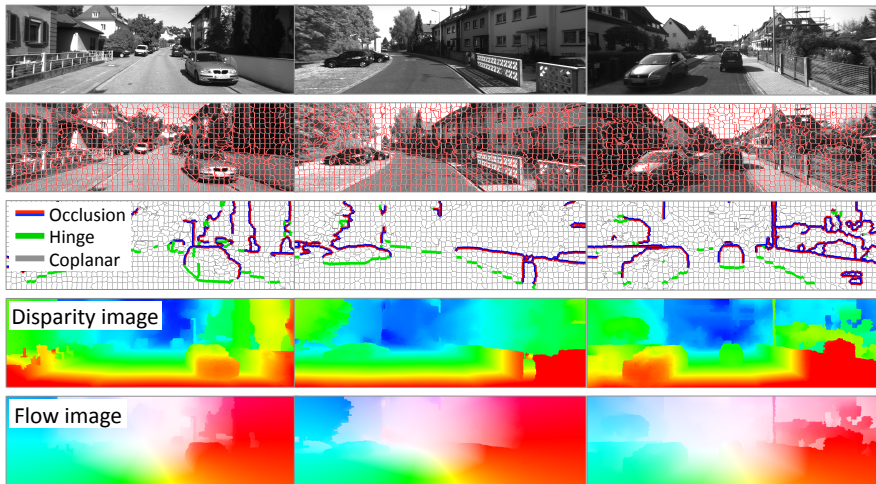 Occlusion
Hinge
Coplanar
Disparity image
Flow image